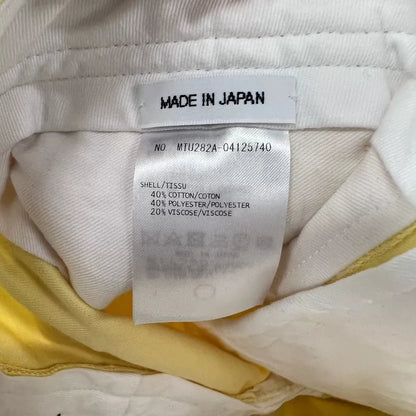 MADE IN JAPAN
NO MTU282A-04125740
SHELL/TISSU
40% COTTON/COTON
40% POLYESTER/POLYESTER
20% VISCOSE/VISCOSE